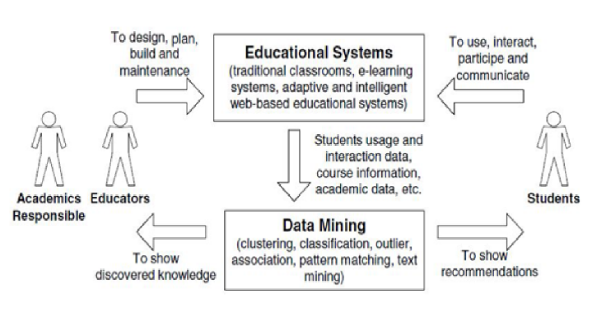 To design, plan,
build and
maintenance
Educational Systems
(traditional classrooms, e-learning
systems, adaptive and intelligent
web-based educational systems)
To use, interact,
participe and
communicate
Students usage and
interaction data,
course information,
academic data, etc.
Academics
Responsible
Educators
Students
Data Mining
(clustering, classification, outlier,
association, pattern matching, text
mining)
To show
discovered knowledge
To show
recommendations